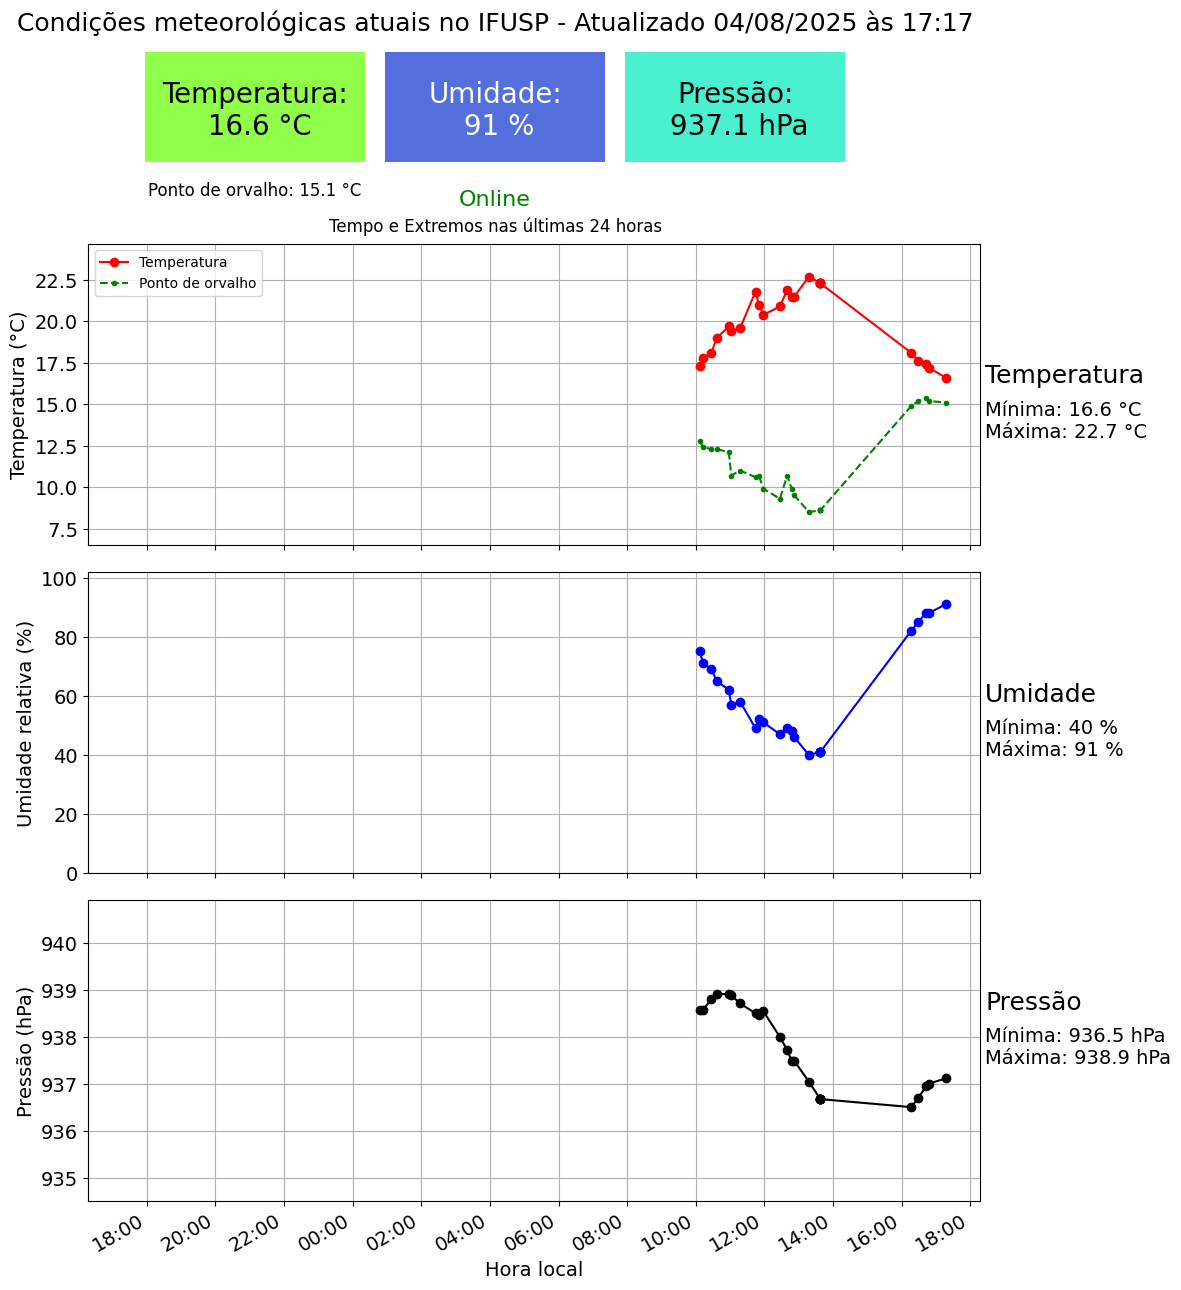 Condições meteorológicas atuais no IFUSP - Atualizado 04/08/2025 às 17:17
Temperatura:
16.6 °C
Umidade:
91 %
Pressão:
937.1 hPa
Ponto de orvalho: 15.1 °C
Online
Tempo e Extremos nas últimas 24 horas
Temperatura
Ponto de orvalho
Temperatura (°C)
22.5
20.0
17.5
15.0
12.5
10.0
7.5
Temperatura
Mínima: 16.6 °C
Máxima: 22.7 °C
Umidade relativa (%)
100
80
60
40
20
0
Umidade
Mínima: 40 %
Máxima: 91 %
Pressão (hPa)
940
939
938
937
936
935
Pressão
Mínima: 936.5 hPa
Máxima: 938.9 hPa
18:00
20:00
22:00
00:00
02:00
04:00
06:00
08:00
10:00
12:00
14:00
16:00
18:00
Hora local